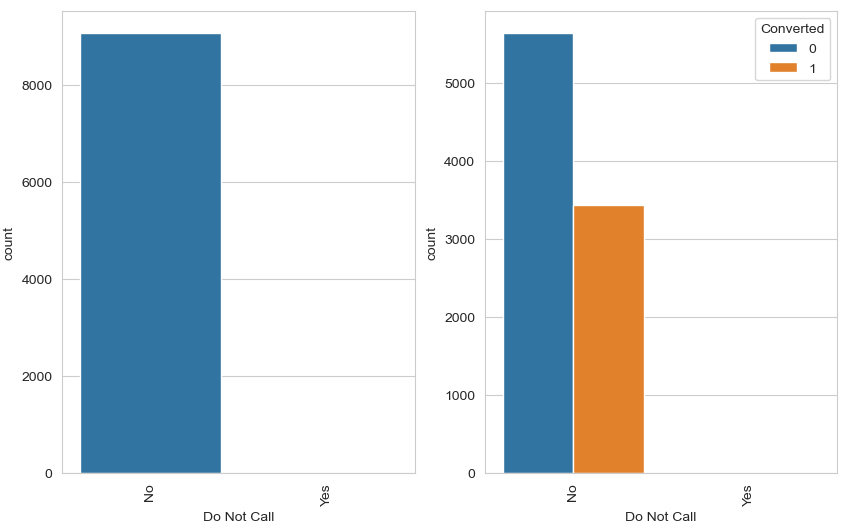 8000
6000
4000
2000
0
count
No
Yes
Do Not Call
5000
4000
3000
2000
1000
0
count
No
Yes
Do Not Call
Converted
0
1